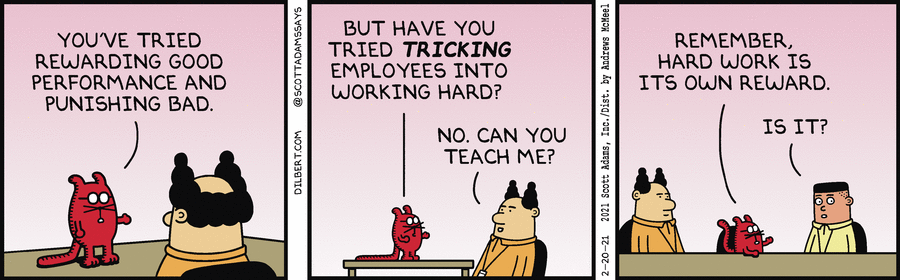 YOU'VE TRIED
REWARDING GOOD
PERFORMANCE AND
PUNISHING BAD.
DILBERT.COM @SCOTTADAMSSAYS
BUT HAVE YOU
TRIED TRICKING
EMPLOYEES INTO
WORKING HARD?
NO. CAN YOU
TEACH ME?
2-20-21 2021 Scott Adams, Inc./Dist. by Andrews McMeel
REMEMBER,
HARD WORK IS
ITS OWN REWARD.
IS IT?